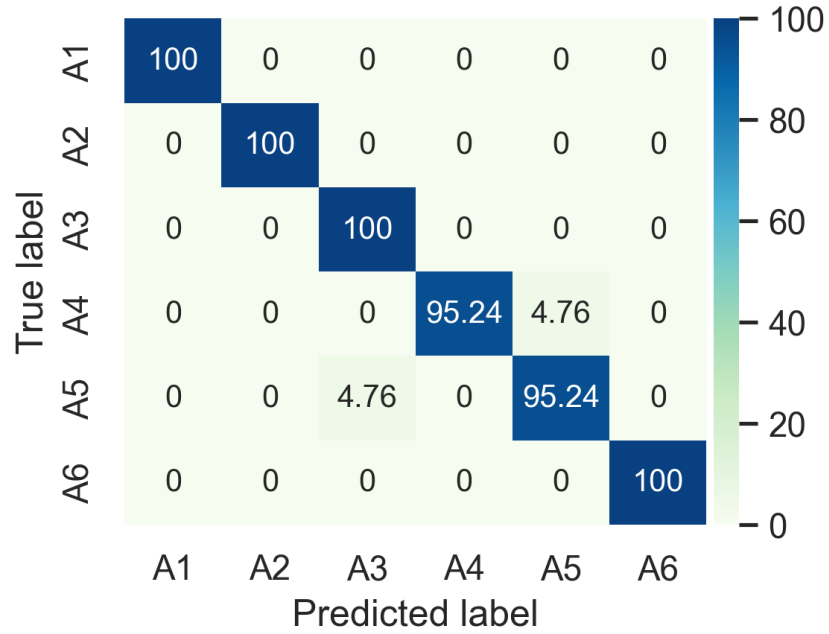 True label
A1 100 0 0 0 0 0
A2 0 100 0 0 0 0
A3 0 0 100 0 0 0
A4 0 0 0 95.24 4.76 0
A5 0 0 4.76 0 95.24 0
A6 0 0 0 0 0 100
A1 A2 A3 A4 A5 A6
Predicted label
100
80
60
40
20
0